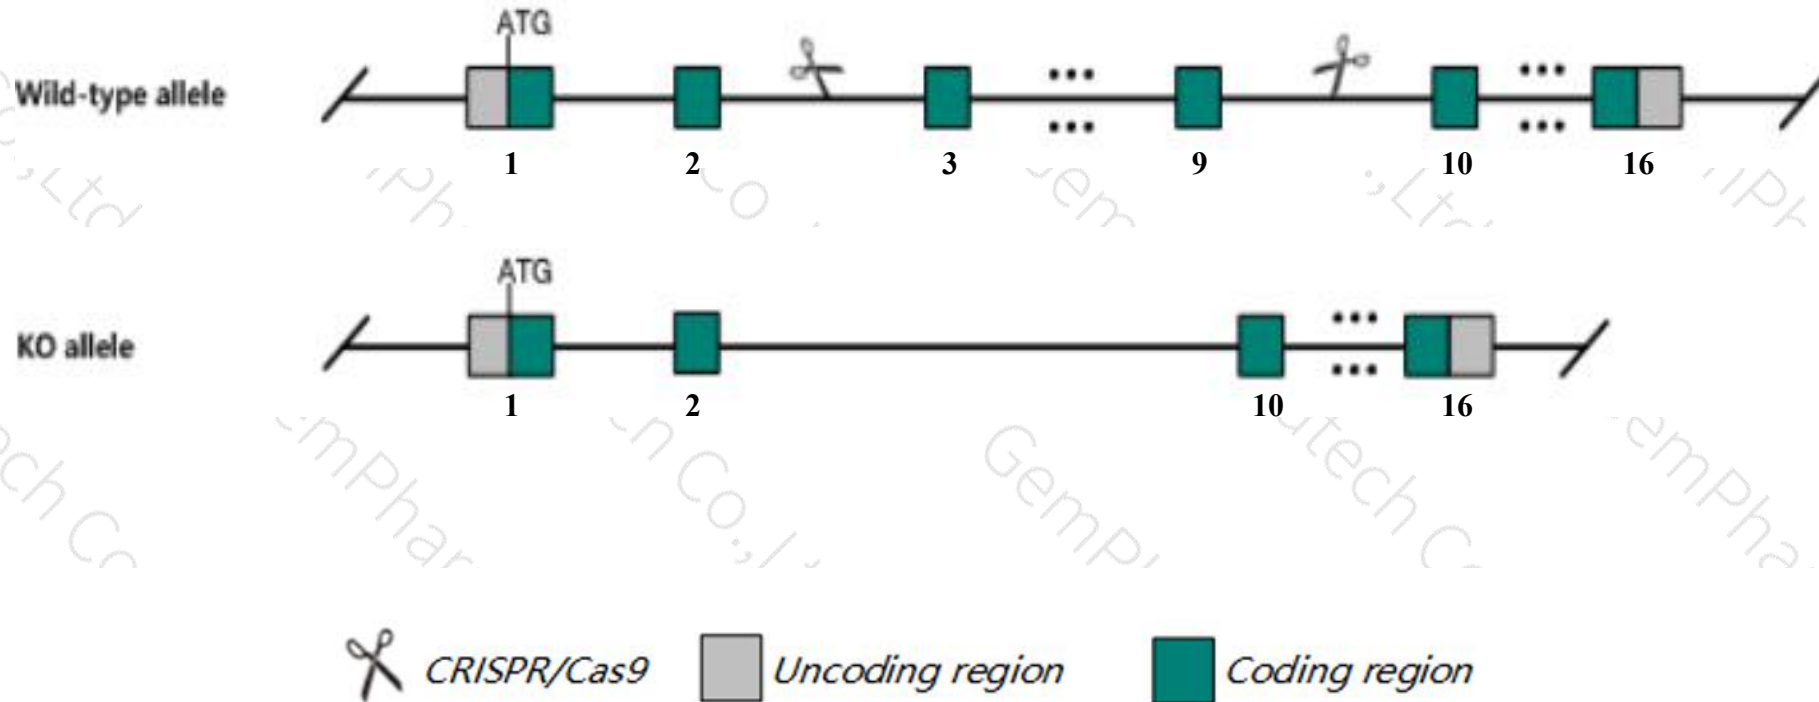 ATG
Wild-type allele
1 2 3 9 10 16
ATG
KO allele
1 2 10 16
CRISPR/Cas9 Uncoding region Coding region